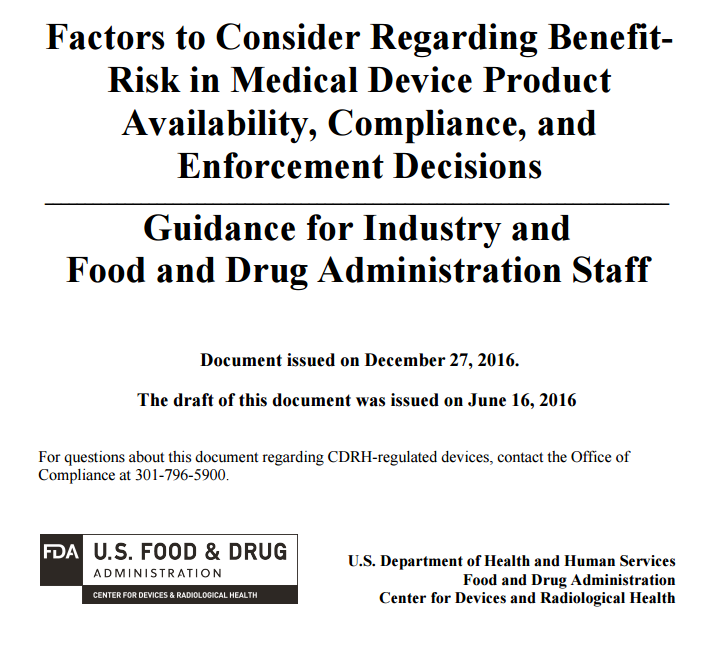 Factors to Consider Regarding Benefit-
Risk in Medical Device Product
Availability, Compliance, and
Enforcement Decisions
Guidance for Industry and
Food and Drug Administration Staff
Document issued on December 27, 2016.
The draft of this document was issued on June 16, 2016
For questions about this document regarding CDRH-regulated devices, contact the Office of
Compliance at 301-796-5900.
FDA U.S. FOOD & DRUG
ADMINISTRATION
CENTER FOR DEVICES & RADIOLOGICAL HEALTH
U.S. Department of Health and Human Services
Food and Drug Administration
Center for Devices and Radiological Health